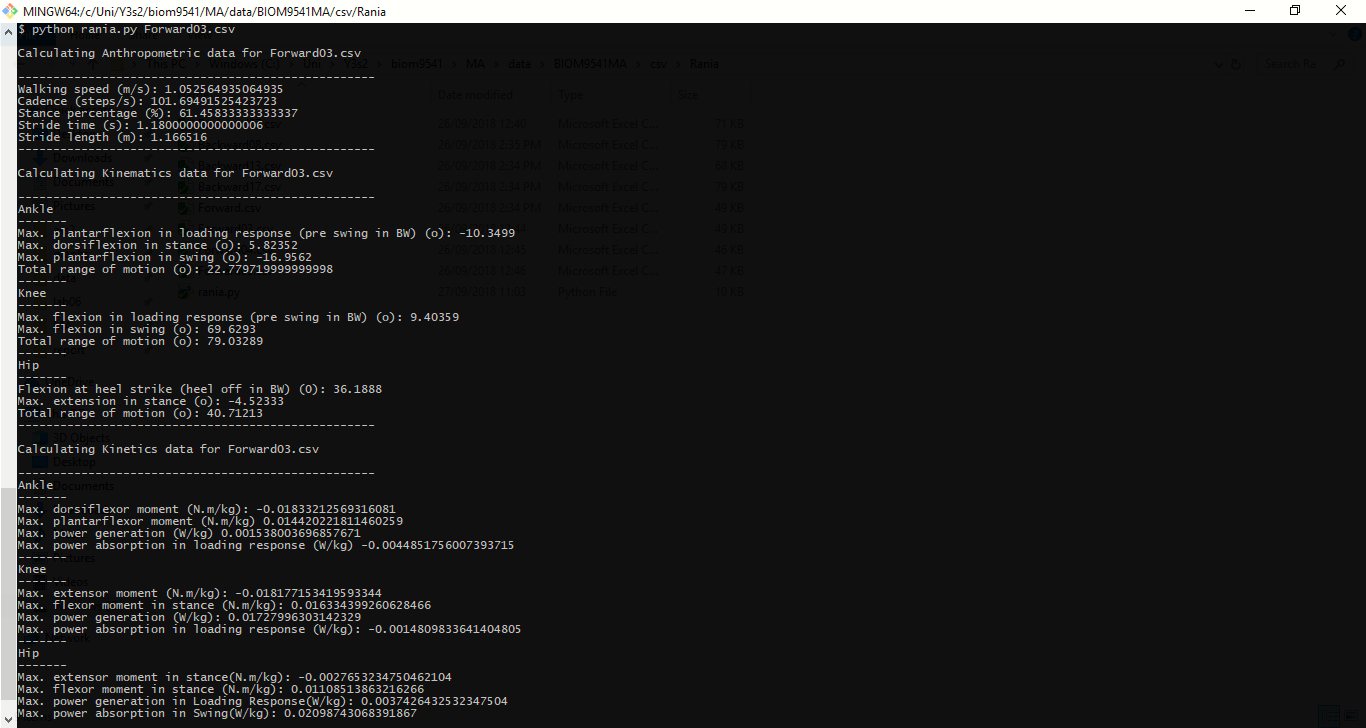 MINGW64:/c/Uni/Y3s2/biom9541/MA/data/BIOM9541MA/csv/Rania
$ python rania.py Forward03.csv
Calculating Anthropometric data for Forward03.csv
---------------------------------------------------
Walking speed (m/s): 1.052564935064935
Cadence (steps/s): 101.69491525423723
Stance percentage (%): 61.45833333333337
Stride time (s): 1.1800000000000006
Stride length (m): 1.166516
---------------------------------------------------
Calculating Kinematics data for Forward03.csv
---------------------------------------------------
Ankle
-------
Max. plantarflexion in loading response (pre swing in BW) (o): -10.3499
Max. dorsiflexion in stance (o): 5.82352
Max. plantarflexion in swing (o): -16.9562
Total range of motion (o): 22.779719999999998
-------
Knee
-------
Max. flexion in loading response (pre swing in BW) (o): 9.40359
Max. flexion in swing (o): 69.6293
Total range of motion (o): 79.03289
-------
Hip
-------
Flexion at heel strike (heel off in BW) (O): 36.1888
Max. extension in stance (o): -4.52333
Total range of motion (o): 40.71213
---------------------------------------------------
Calculating Kinetics data for Forward03.csv
---------------------------------------------------
Ankle
-------
Max. dorsiflexor moment (N.m/kg): -0.01833212569316081
Max. plantarflexor moment (N.m/kg) 0.014420221811460259
Max. power generation (W/kg) 0.001538003696857671
Max. power absorption in loading response (W/kg) -0.0044851756007393715
-------
Knee
-------
Max. extensor moment (N.m/kg): -0.018177153419593344
Max. flexor moment in stance (N.m/kg): 0.016334399260628466
Max. power generation (W/kg): 0.01727996303142329
Max. power absorption in loading response (W/kg): -0.0014809833641404805
-------
Hip
-------
Max. extensor moment in stance(N.m/kg): -0.0027653234750462104
Max. flexor moment in stance (N.m/kg): 0.01108513863216266
Max. power generation in Loading Response(W/kg): 0.0037426432532347504
Max. power absorption in Swing(W/kg): 0.02098743068391867